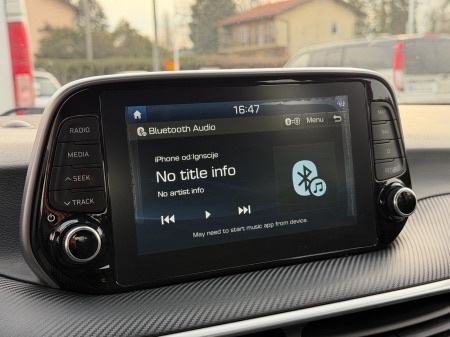 RADIO
MEDIA
SEEK
TRACK
16:47
Bluetooth Audio
Menu
iPhone od:Ignscije
No title info
No artist info
May need to start music app from device.